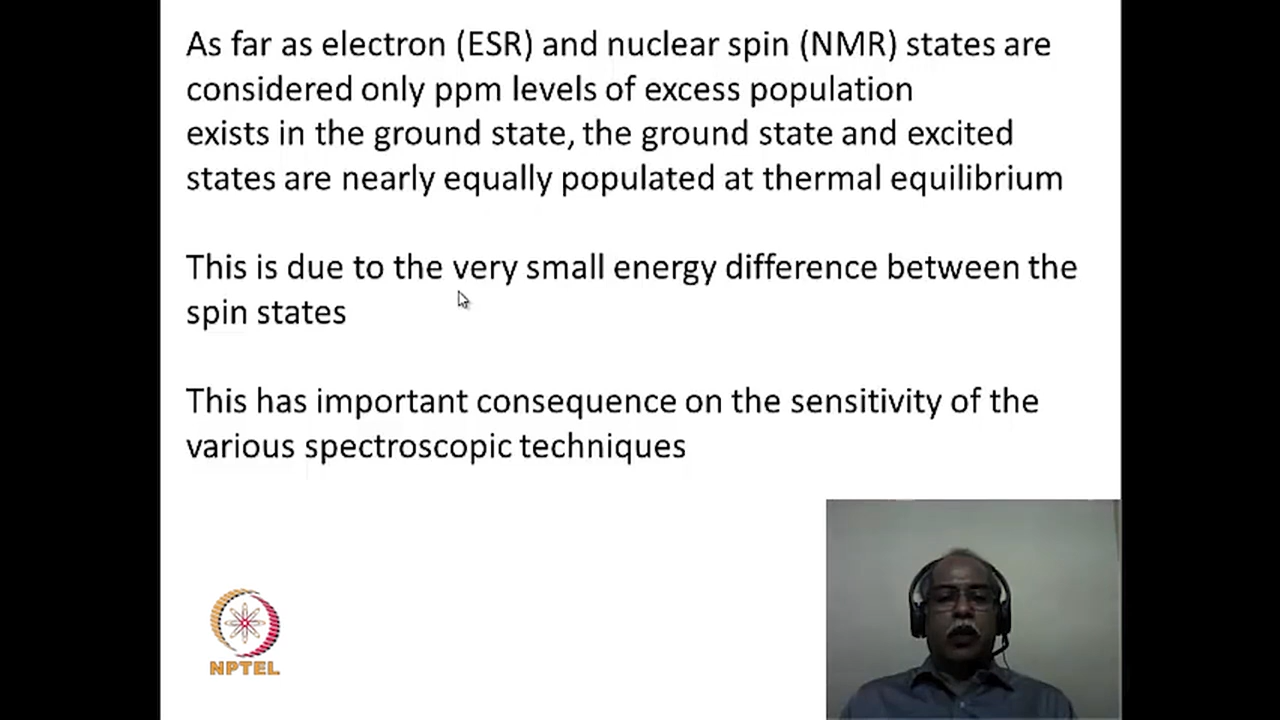 As far as electron (ESR) and nuclear spin (NMR) states are
considered only ppm levels of excess population
exists in the ground state, the ground state and excited
states are nearly equally populated at thermal equilibrium
This is due to the very small energy difference between the
spin states
This has important consequence on the sensitivity of the
various spectroscopic techniques
NPTEL